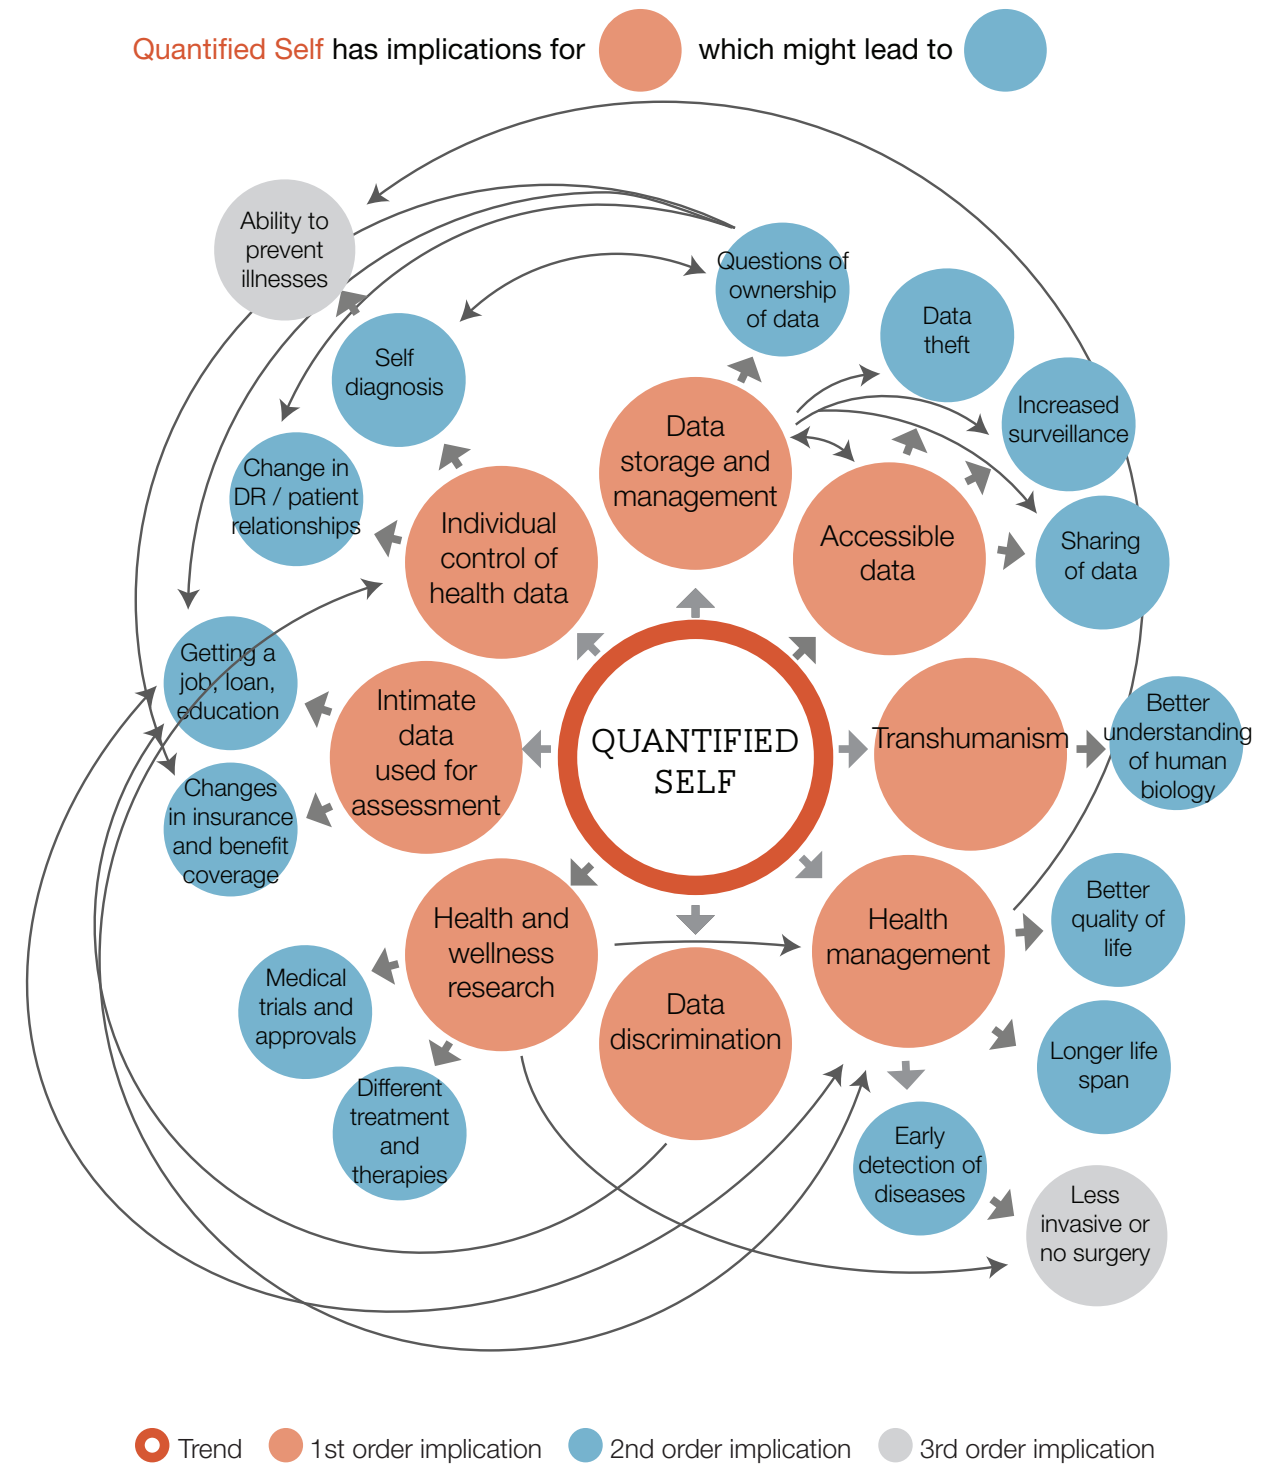 Quantified Self has implications for which might lead to
Ability to
prevent
illnesses
Questions of
ownership
of data
Data
theft
Self
diagnosis
Increased
surveillance
Data
storage and
management
Change in
DR / patient
relationships
Individual
control of
health data
Accessible
data
Sharing
of data
Getting a
job, loan,
education
Intimate
data
used for
assessment
QUANTIFIED
SELF
Transhumanism
Better
understanding
of human
biology
Changes
in insurance
and benefit
coverage
Health and
wellness
research
Health
management
Better
quality of
life
Medical
trials and
approvals
Data
discrimination
Longer life
span
Different
treatment
and
therapies
Early
detection of
diseases
Less
invasive or
no surgery
Trend
1st order implication
2nd order implication
3rd order implication